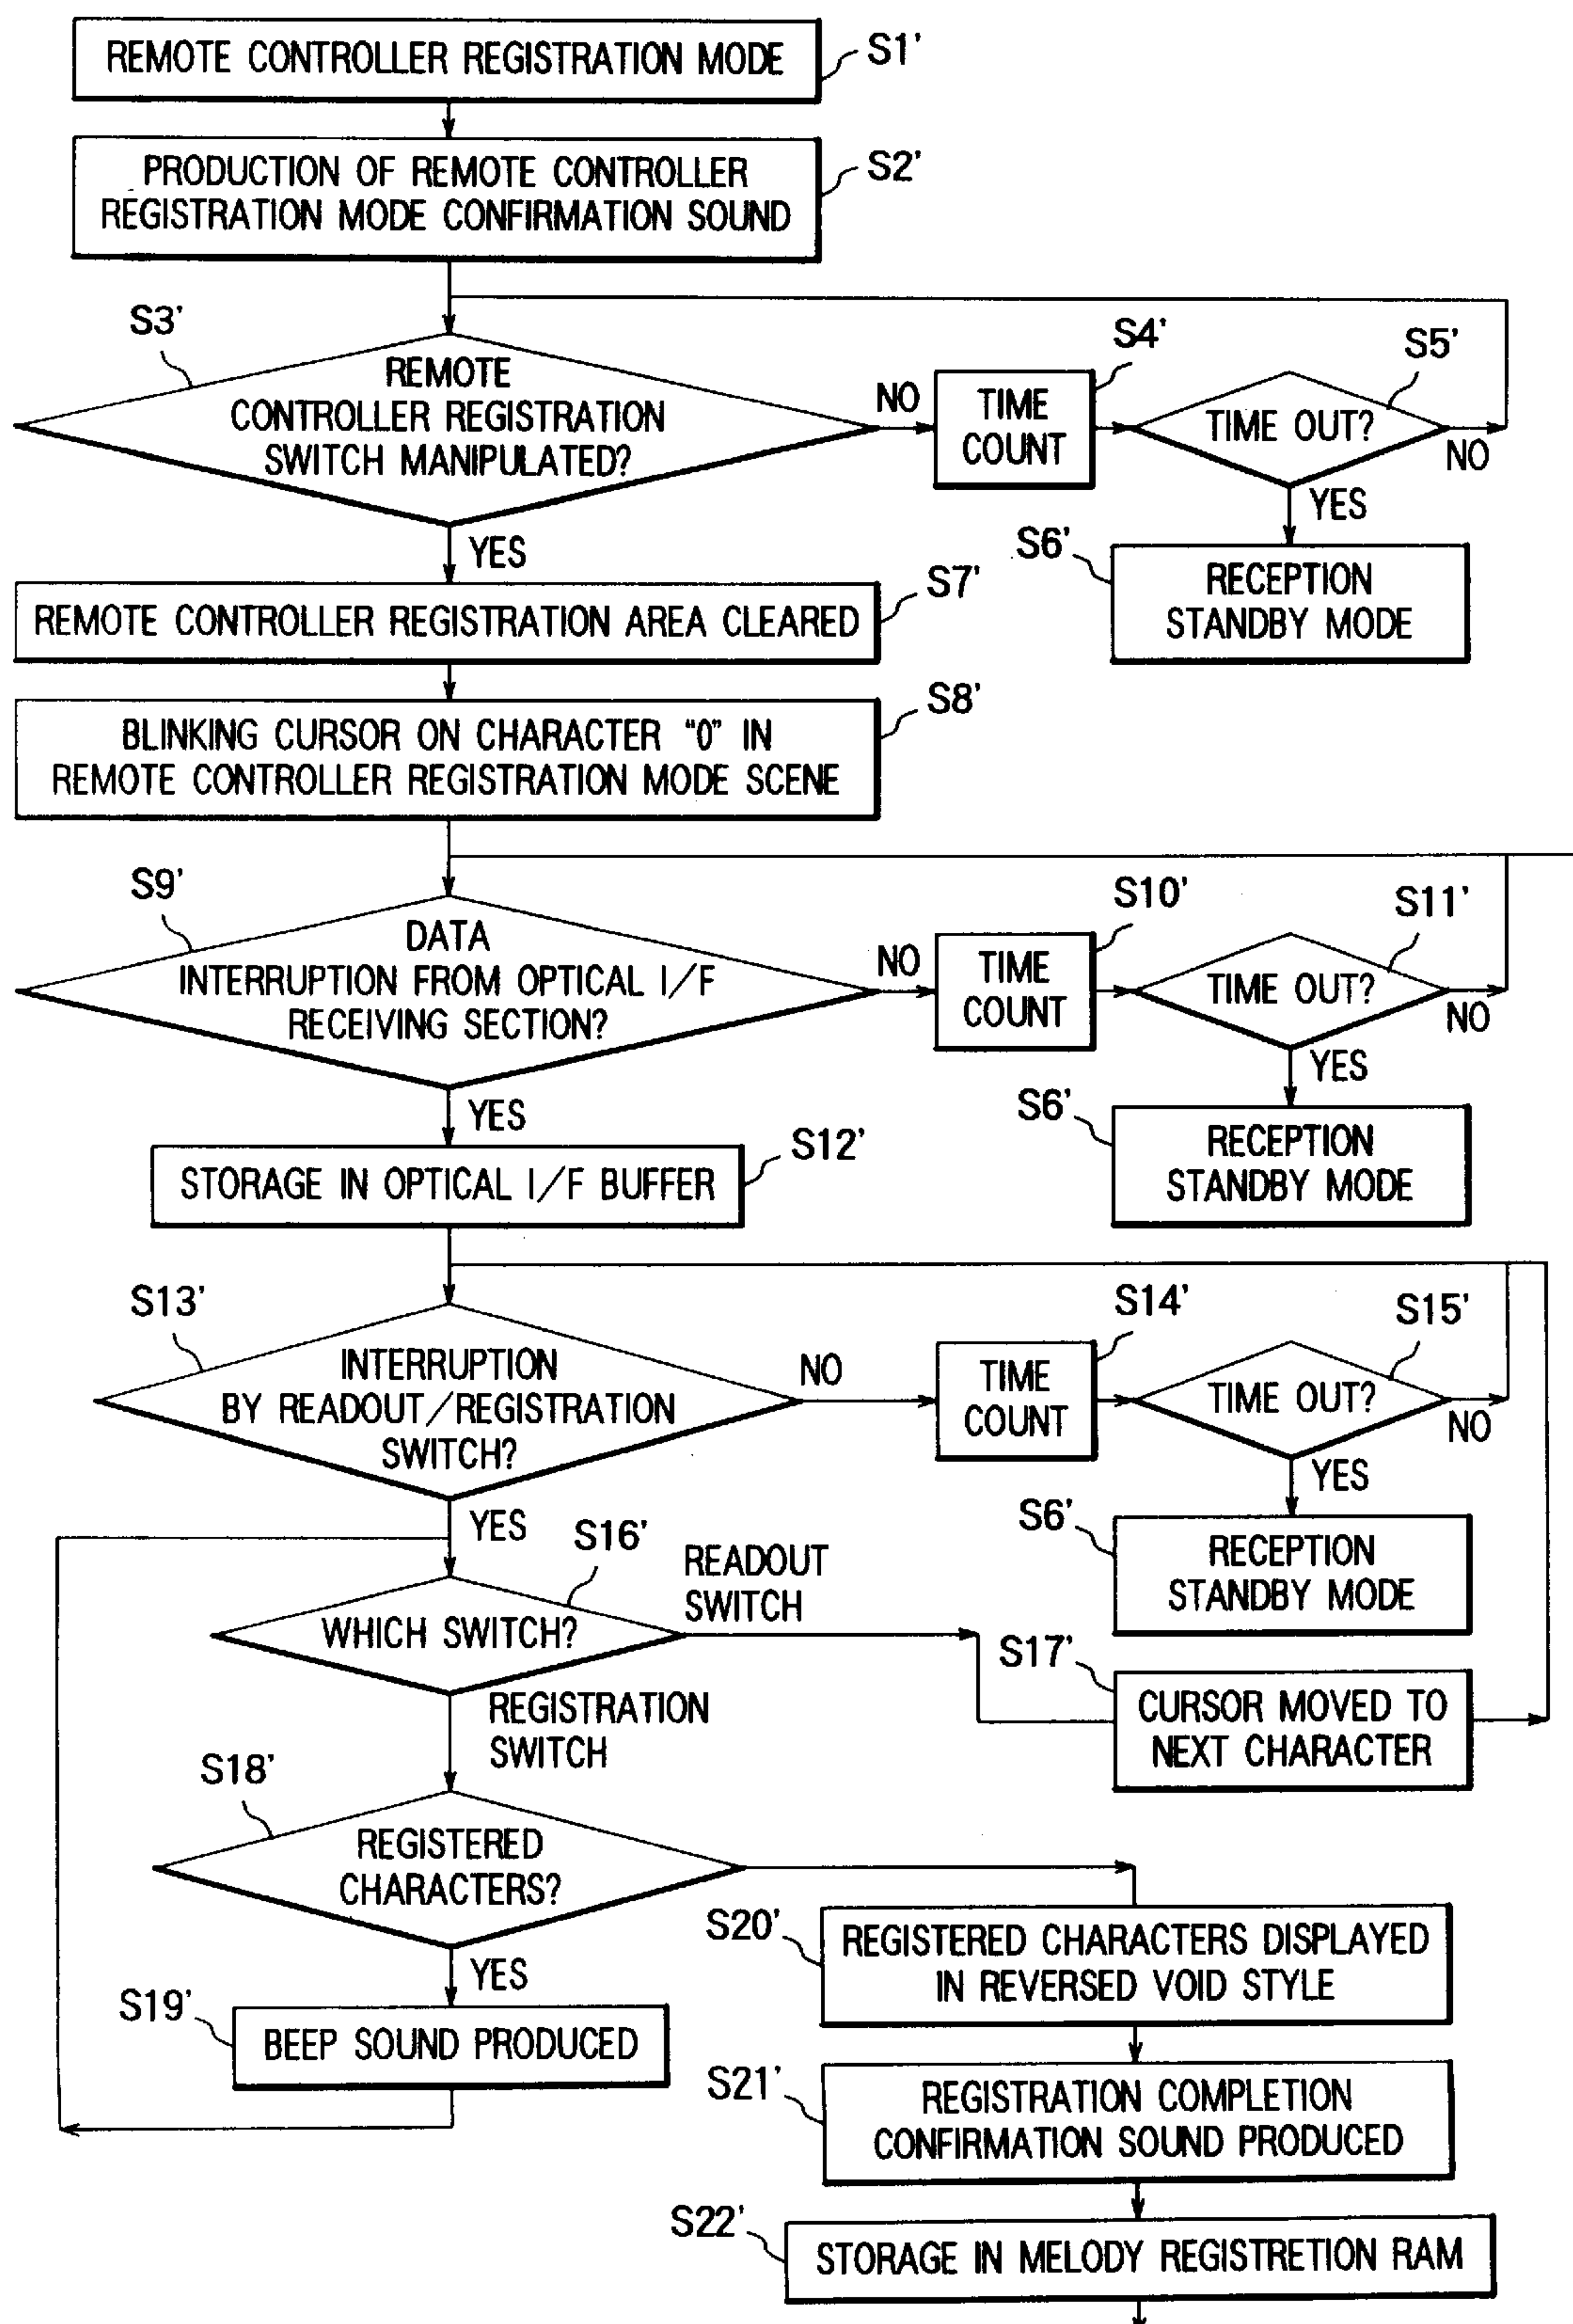 REMOTE CONTROLLER REGISTRATION MODE
S1'
PRODUCTION OF REMOTE CONTROLLER
REGISTRATION MODE CONFIRMATION SOUND
S2'
S3'
REMOTE
CONTROLLER REGISTRATION
SWITCH MANIPULATED?
NO
S4'
TIME
COUNT
S5'
TIME OUT?
NO
YES
S6'
RECEPTION
STANDBY MODE
YES
S7'
REMOTE CONTROLLER REGISTRATION AREA CLEARED
S8'
BLINKING CURSOR ON CHARACTER "0" IN
REMOTE CONTROLLER REGISTRATION MODE SCENE
S9'
DATA
INTERRUPTION FROM OPTICAL I/F
RECEIVING SECTION?
NO
S10'
TIME
COUNT
S11'
TIME OUT?
NO
YES
S6'
RECEPTION
STANDBY MODE
YES
S12'
STORAGE IN OPTICAL I/F BUFFER
S13'
INTERRUPTION
BY READOUT/REGISTRATION
SWITCH?
NO
S14'
TIME
COUNT
S15'
TIME OUT?
NO
YES
S6'
RECEPTION
STANDBY MODE
YES
S16'
WHICH SWITCH?
READOUT
SWITCH
S17'
CURSOR MOVED TO
NEXT CHARACTER
REGISTRATION
SWITCH
S18'
REGISTERED
CHARACTERS?
YES
S19'
BEEP SOUND PRODUCED
S20'
REGISTERED CHARACTERS DISPLAYED
IN REVERSED VOID STYLE
S21'
REGISTRATION COMPLETION
CONFIRMATION SOUND PRODUCED
S22'
STORAGE IN MELODY REGISTRETION RAM